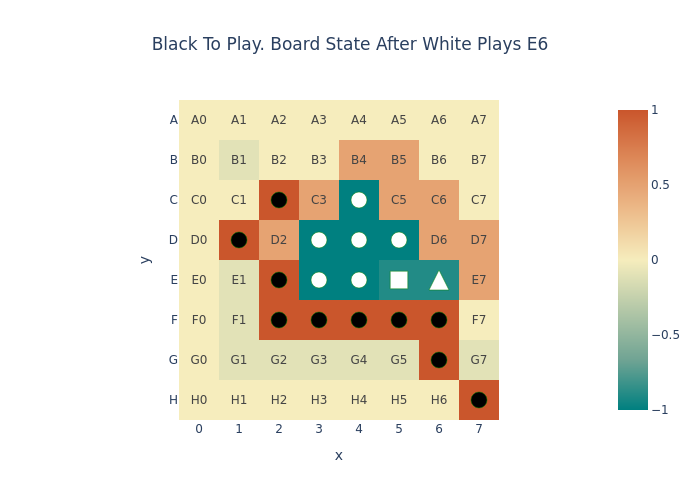 Black To Play. Board State After White Plays E6
A A0 A1 A2 A3 A4 A5 A6 A7
B B0 B1 B2 B3 B4 B5 B6 B7
C C0 C1 C3 C5 C6 C7
D D0 D2 D6 D7
E E0 E1 E7
F F0 F1 F7
G G0 G1 G2 G3 G4 G5 G7
H H0 H1 H2 H3 H4 H5 H6
0 1 2 3 4 5 6 7
x
y
1
0.5
0
−0.5
−1